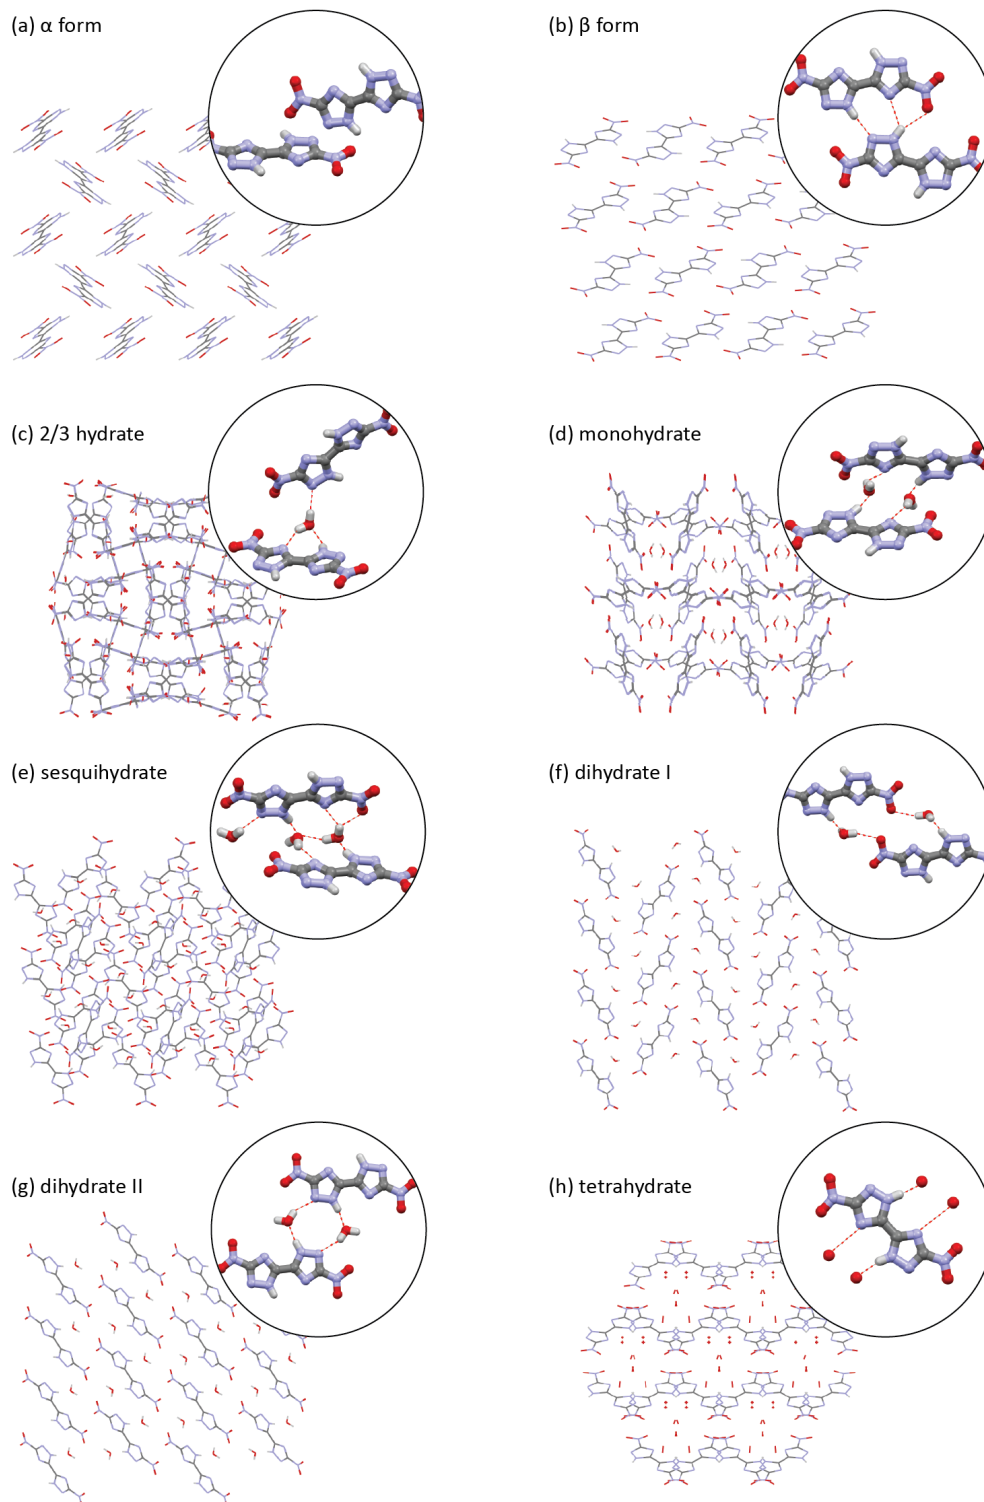 (a) α form
(b) β form
(c) 2/3 hydrate
(d) monohydrate
(e) sesquihydrate
(f) dihydrate I
(g) dihydrate II
(h) tetrahydrate